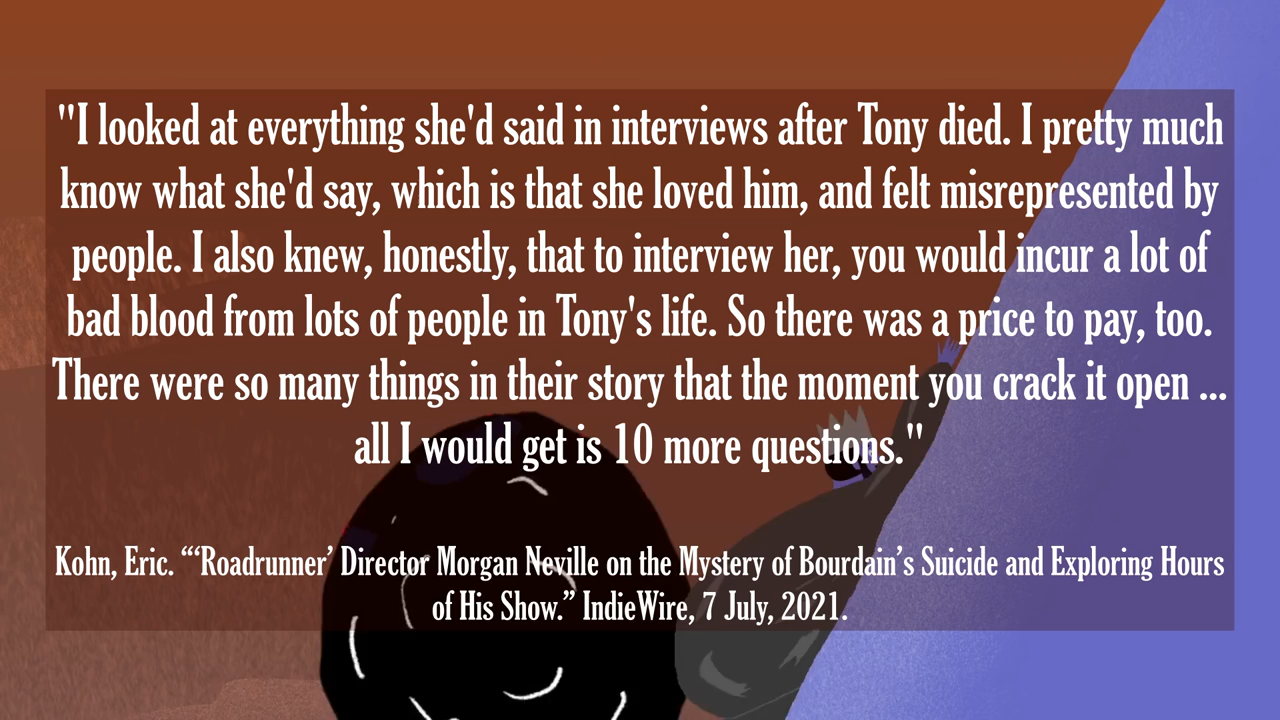 "I looked at everything she'd said in interviews after Tony died. I pretty much
know what she'd say, which is that she loved him, and felt misrepresented by
people. I also knew, honestly, that to interview her, you would incur a lot of
bad blood from lots of people in Tony's life. So there was a price to pay, too.
There were so many things in their story that the moment you crack it open ...
all I would get is 10 more questions."
Kohn, Eric. “‘Roadrunner’ Director Morgan Neville on the Mystery of Bourdain’s Suicide and Exploring Hours
of His Show.” IndieWire, 7 July, 2021.